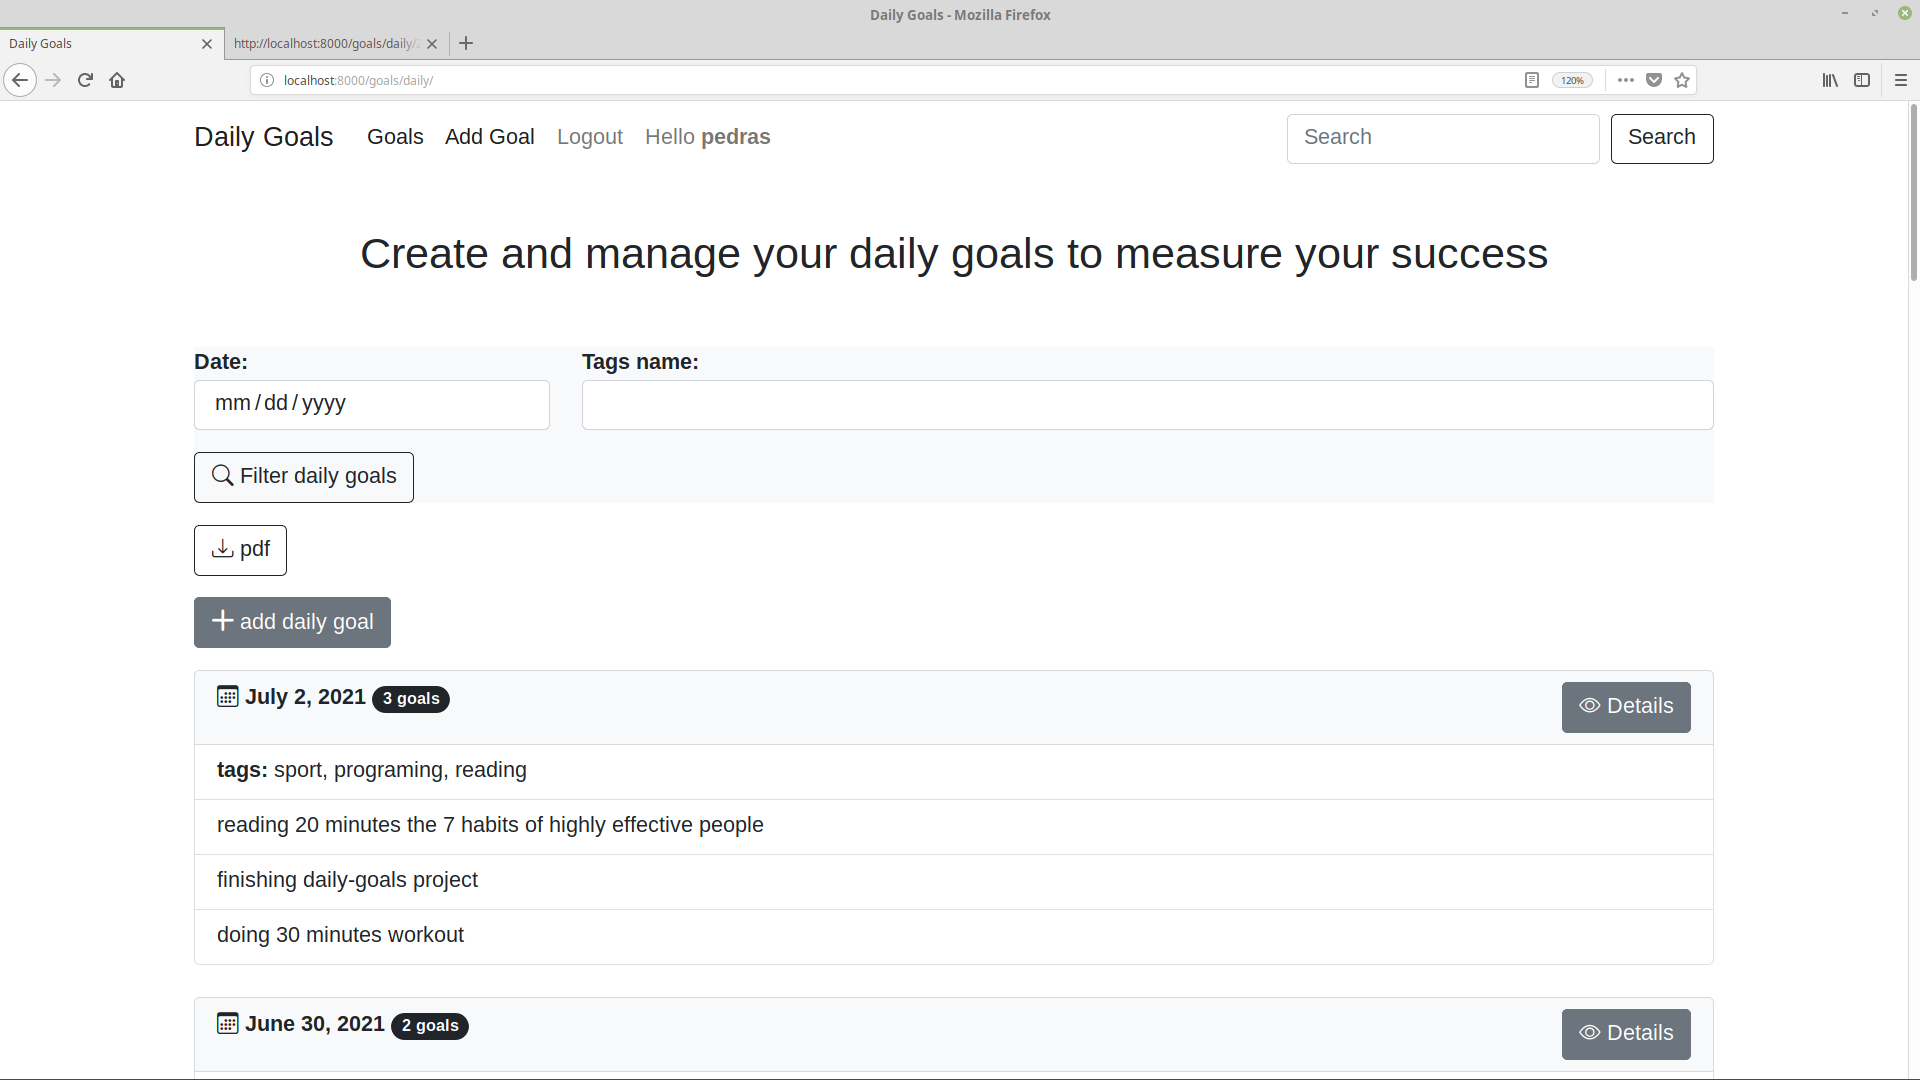 Daily Goals - Mozilla Firefox
Daily Goals
http://localhost:8000/goals/daily/
localhost:8000/goals/daily/
120%
Daily Goals Goals Add Goal Logout Hello pedras Search Search
Create and manage your daily goals to measure your success
Date: Tags name:
mm/dd/yyyy
Filter daily goals
pdf
add daily goal
July 2, 2021 3 goals Details
tags: sport, programing, reading
reading 20 minutes the 7 habits of highly effective people
finishing daily-goals project
doing 30 minutes workout
June 30, 2021 2 goals Details